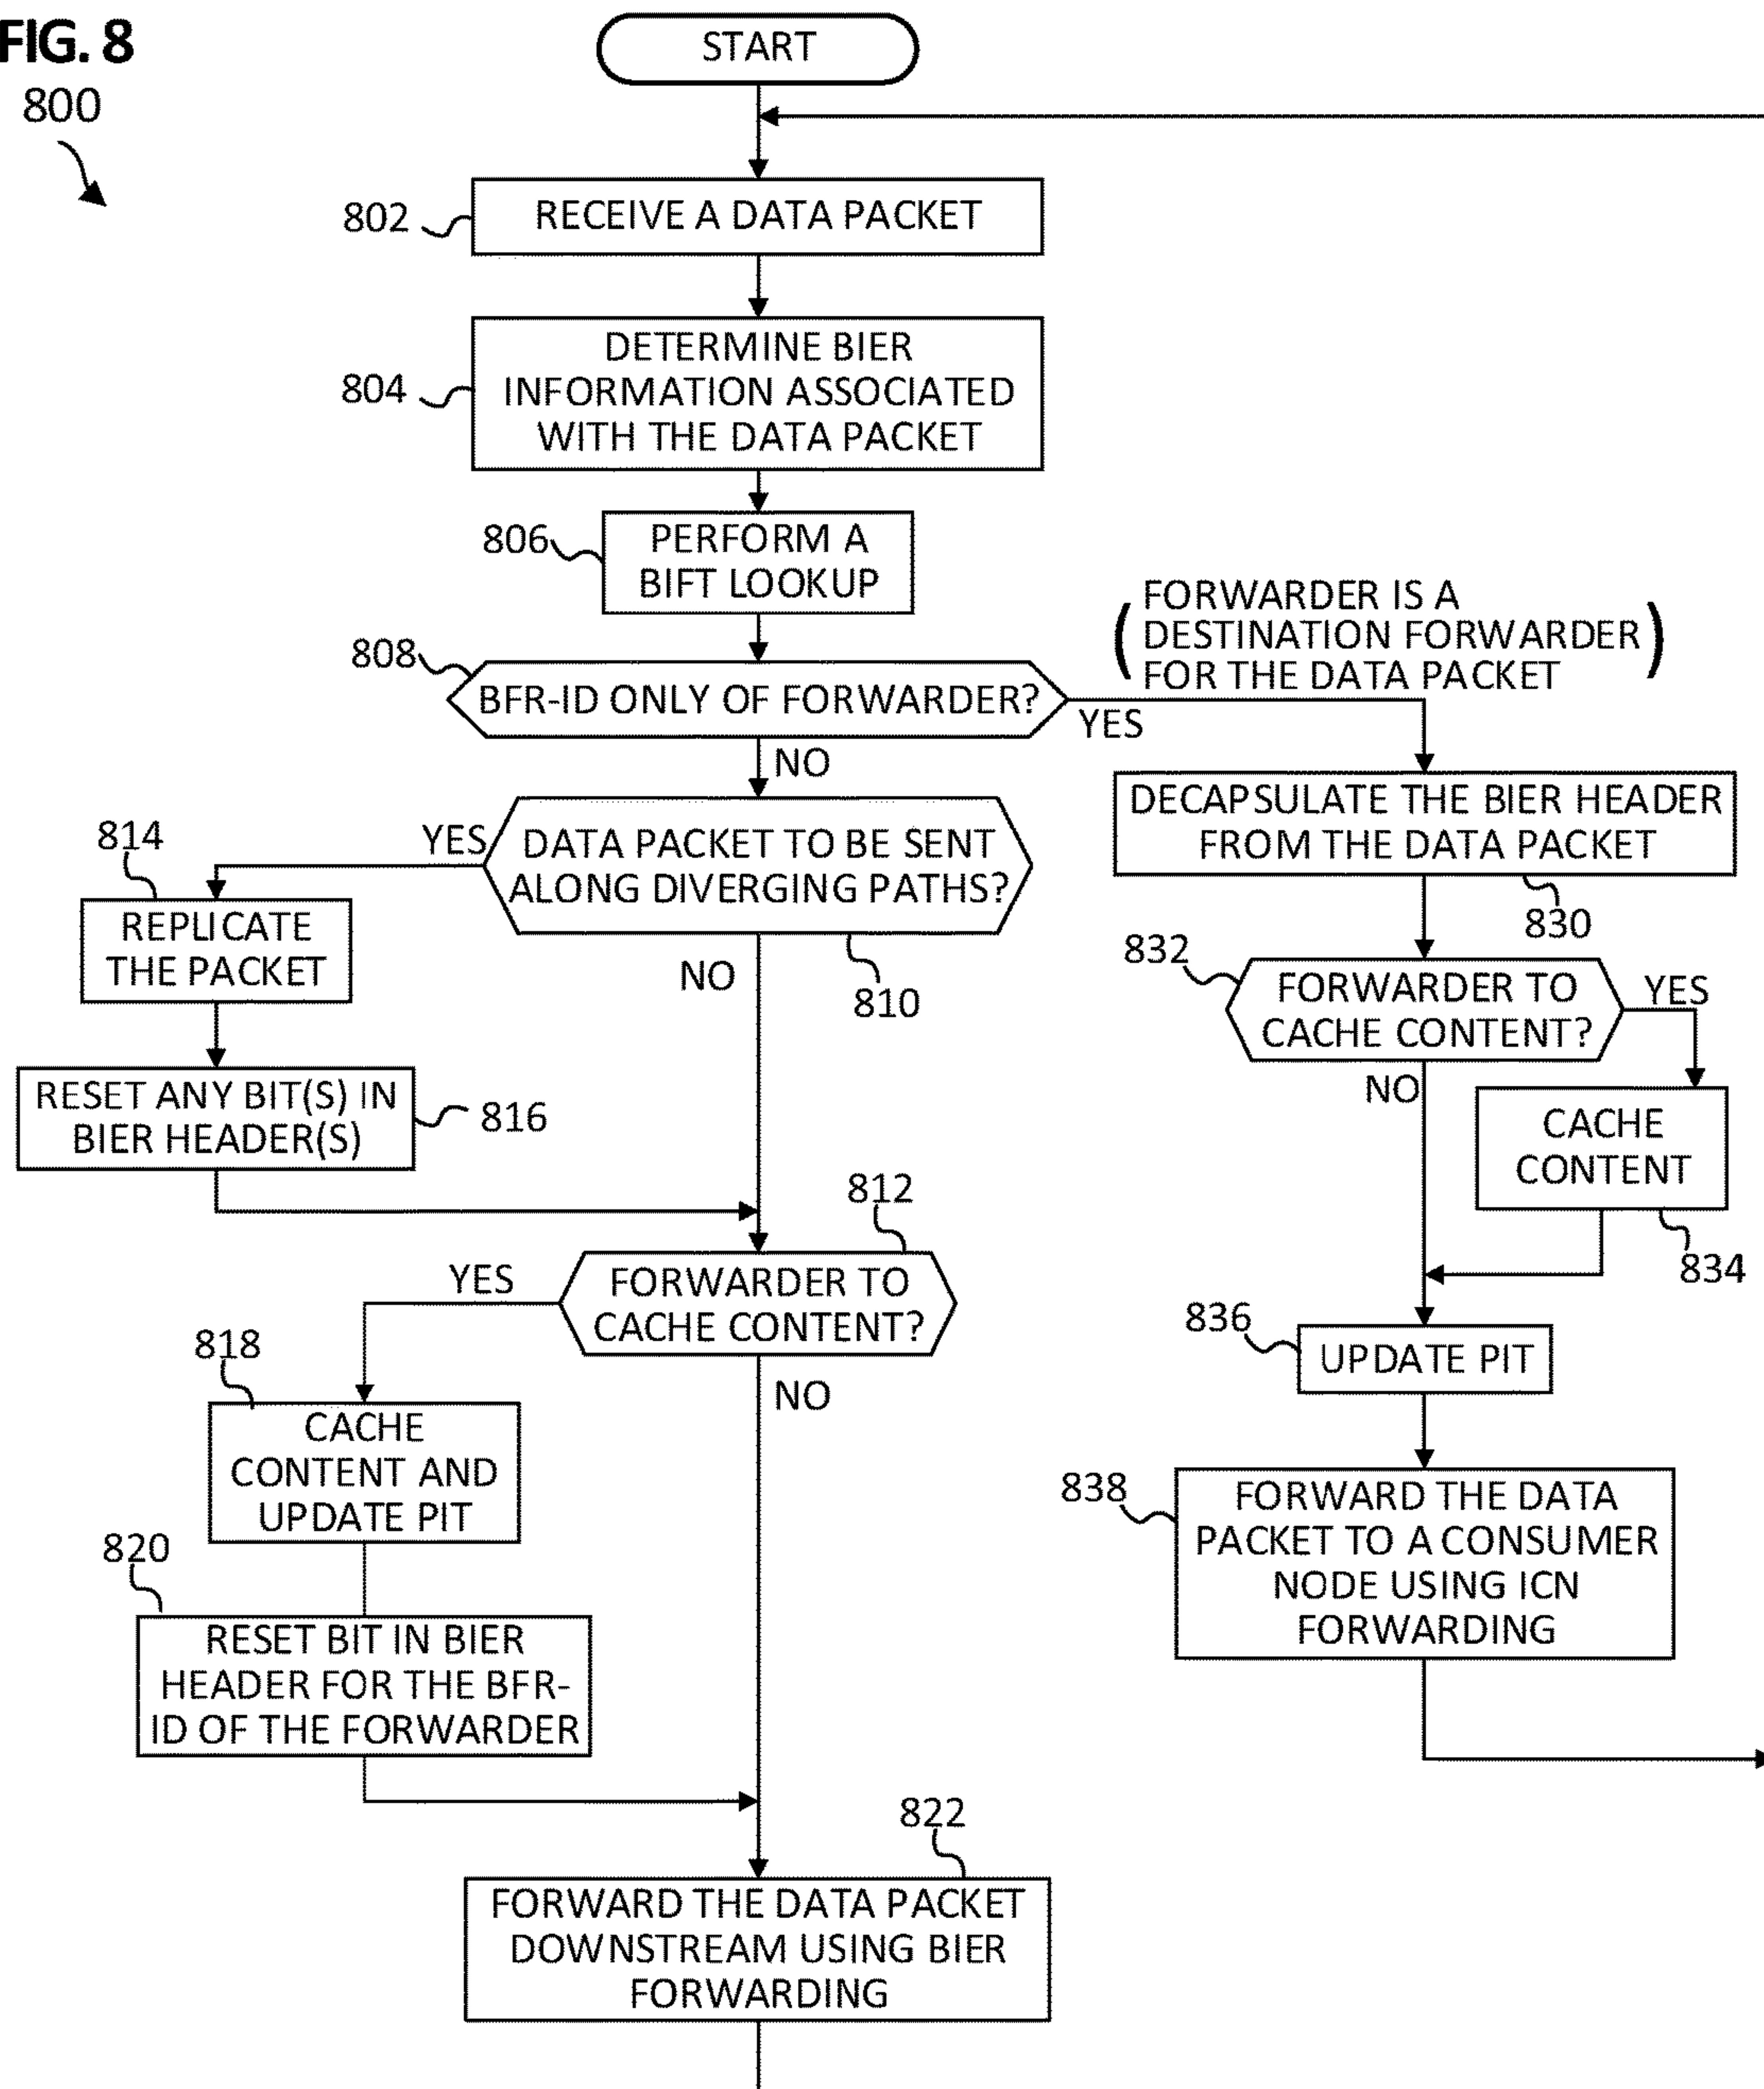 FIG. 8
800
START
802
RECEIVE A DATA PACKET
804
DETERMINE BIER
INFORMATION ASSOCIATED
WITH THE DATA PACKET
806
PERFORM A
BIFT LOOKUP
808
BFR-ID ONLY OF FORWARDER?
(FORWARDER IS A
DESTINATION FORWARDER
FOR THE DATA PACKET)
YES
NO
DECAPSULATE THE BIER HEADER
FROM THE DATA PACKET
830
814
YES
DATA PACKET TO BE SENT
ALONG DIVERGING PATHS?
810
NO
REPLICATE
THE PACKET
RESET ANY BIT(S) IN
BIER HEADER(S)
816
832
FORWARDER TO
CACHE CONTENT?
YES
NO
CACHE
CONTENT
834
812
YES
FORWARDER TO
CACHE CONTENT?
NO
818
CACHE
CONTENT AND
UPDATE PIT
820
RESET BIT IN BIER
HEADER FOR THE BFR-
ID OF THE FORWARDER
836
UPDATE PIT
838
FORWARD THE DATA
PACKET TO A CONSUMER
NODE USING ICN
FORWARDING
822
FORWARD THE DATA PACKET
DOWNSTREAM USING BIER
FORWARDING